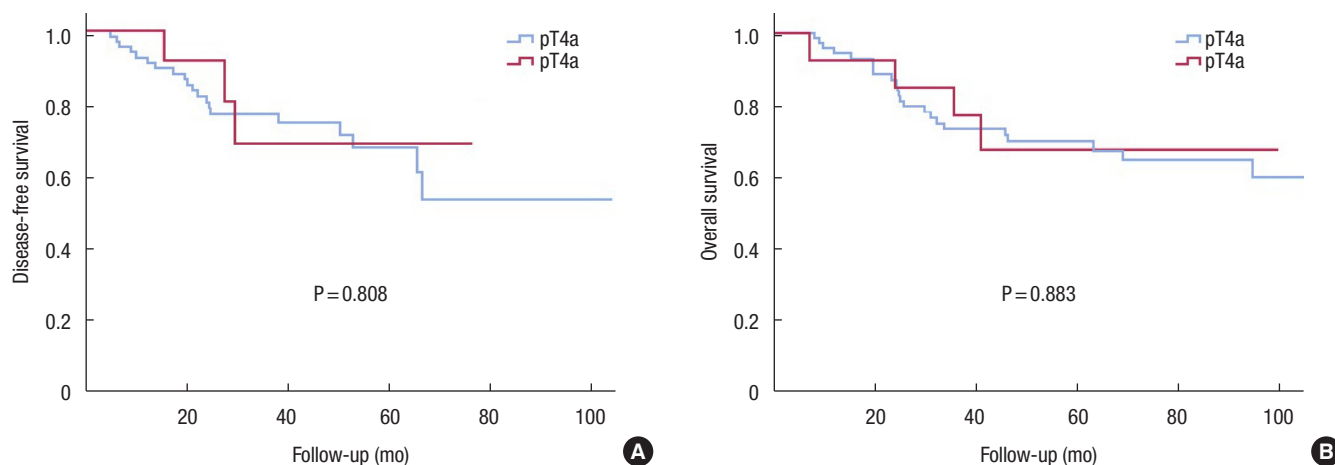 1.0
0.8
0.6
0.4
0.2
0
Disease-free survival
pT4a
pT4a
P=0.808
20 40 60 80 100
Follow-up (mo)
A
1.0
0.8
0.6
0.4
0.2
0
Overall survival
pT4a
pT4a
P=0.883
20 40 60 80 100
Follow-up (mo)
B